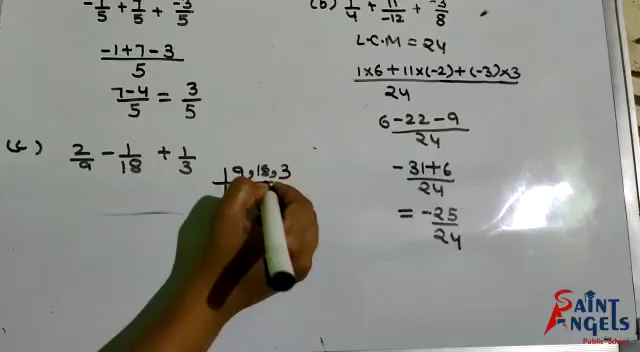 -1/5 + 7/5 + -3/5
-1+7-3/5
7-4/5 = 3/5
(b) 1/4 + 11/-12 + -3/8
L.C.M = 24
1×6+11×(-2)+(-3)×3/24
6-22-9/24
-31+6/24
= -25/24
(c) 2/9 - 1/18 + 1/3
9,18,3
SAINT
ANGELS
Public School